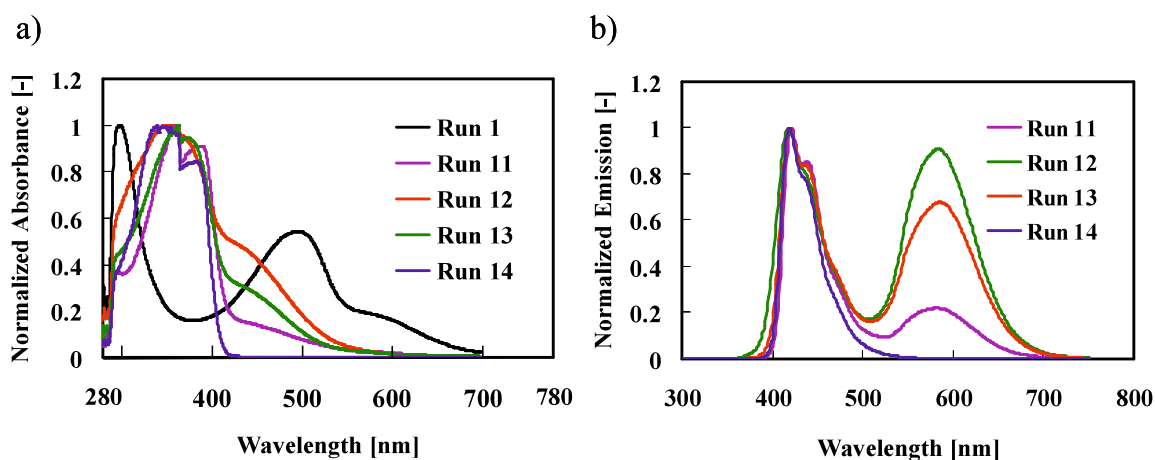 a)
Normalized Absorbance [-]
1.2
1
0.8
0.6
0.4
0.2
0
280
400
500
600
700
780
Wavelength [nm]
Run 1
Run 11
Run 12
Run 13
Run 14
b)
Normalized Emission [-]
1.2
1
0.8
0.6
0.4
0.2
0
300
400
500
600
700
800
Wavelength [nm]
Run 11
Run 12
Run 13
Run 14